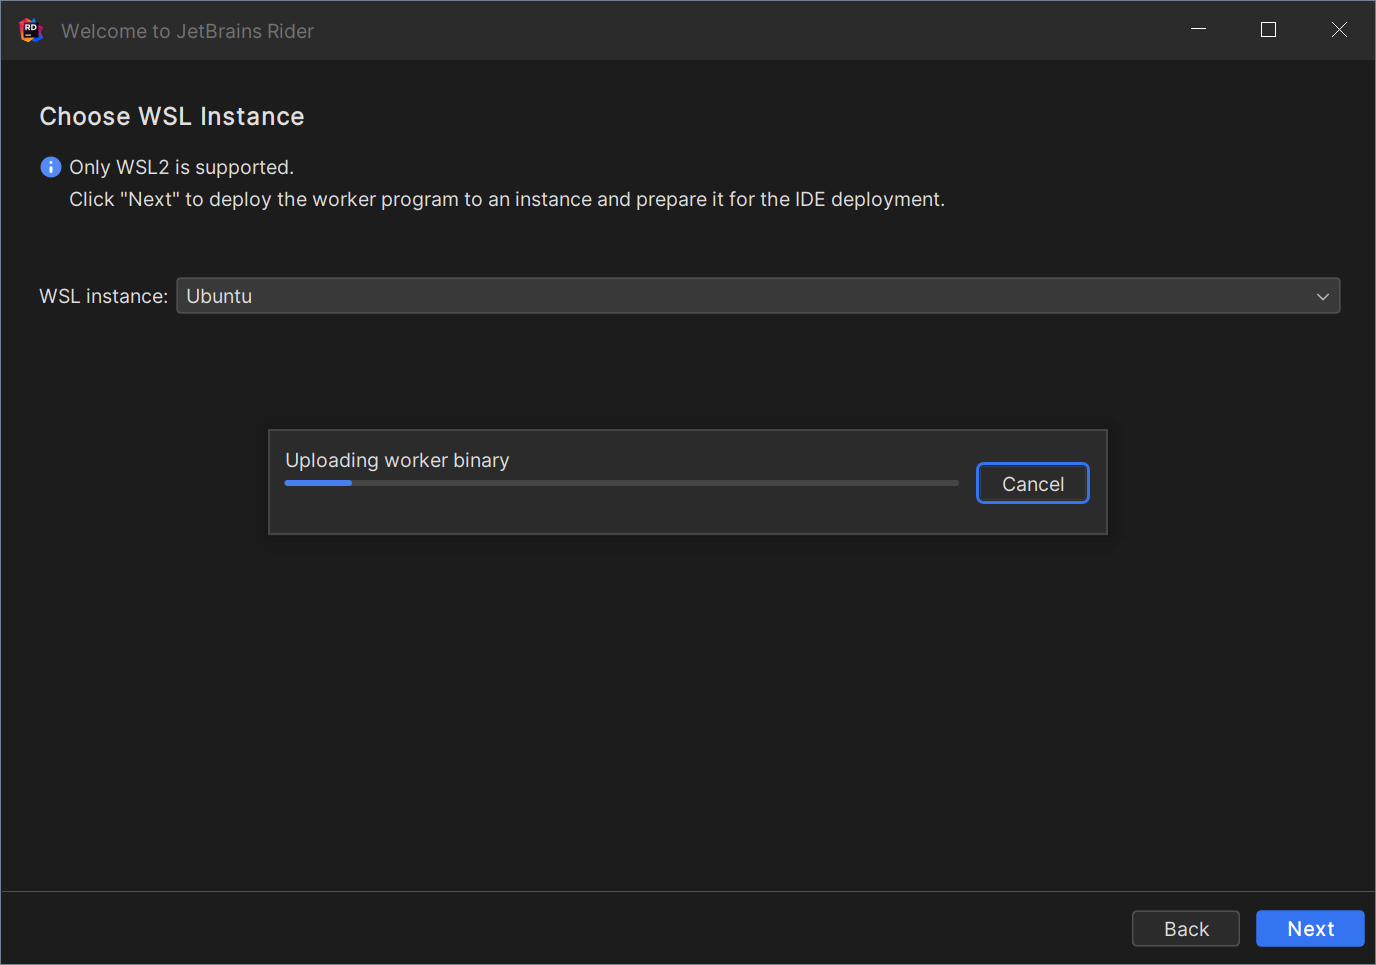 RD
Welcome to JetBrains Rider
Choose WSL Instance
Only WSL2 is supported.
Click "Next" to deploy the worker program to an instance and prepare it for the IDE deployment.
WSL instance: Ubuntu
Uploading worker binary
Cancel
Back Next